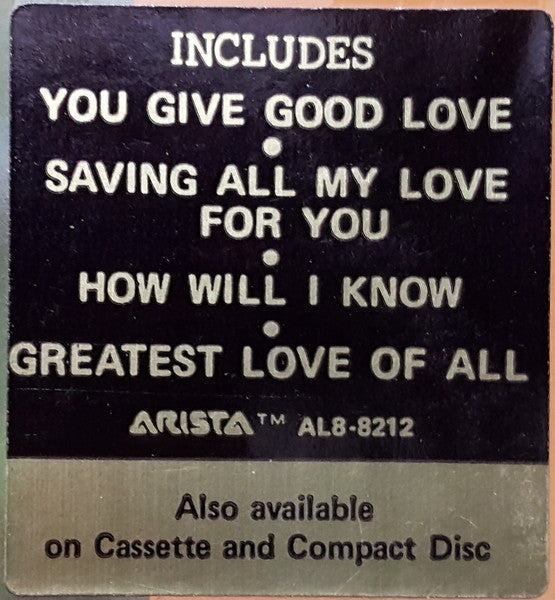 INCLUDES
YOU GIVE GOOD LOVE
•
SAVING ALL MY LOVE
FOR YOU
•
HOW WILL I KNOW
•
GREATEST LOVE OF ALL
ARISTA™ AL8-8212
Also available
on Cassette and Compact Disc